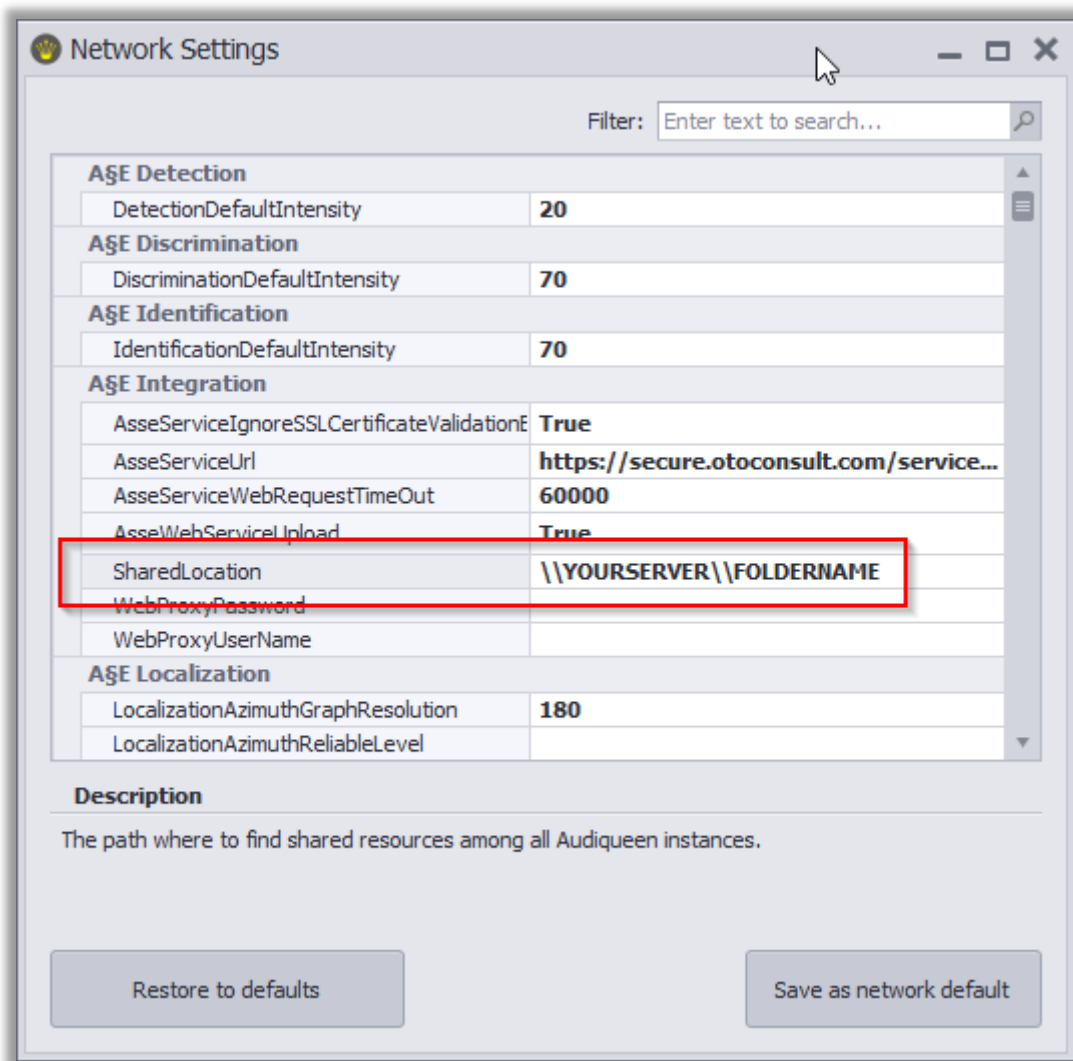 Network Settings
Filter: Enter text to search...
A§E Detection
DetectionDefaultIntensity 20
A§E Discrimination
DiscriminationDefaultIntensity 70
A§E Identification
IdentificationDefaultIntensity 70
A§E Integration
AsseServiceIgnoreSSLCertificateValidationE True
AsseServiceUrl https://secure.otoconsult.com/service...
AsseServiceWebRequestTimeOut 60000
AsseWebServiceUpload True
SharedLocation \\YOURSERVER\\FOLDERNAME
WebProxyPassword
WebProxyUserName
A§E Localization
LocalizationAzimuthGraphResolution 180
LocalizationAzimuthReliableLevel
Description
The path where to find shared resources among all Audiqueen instances.
Restore to defaults Save as network default